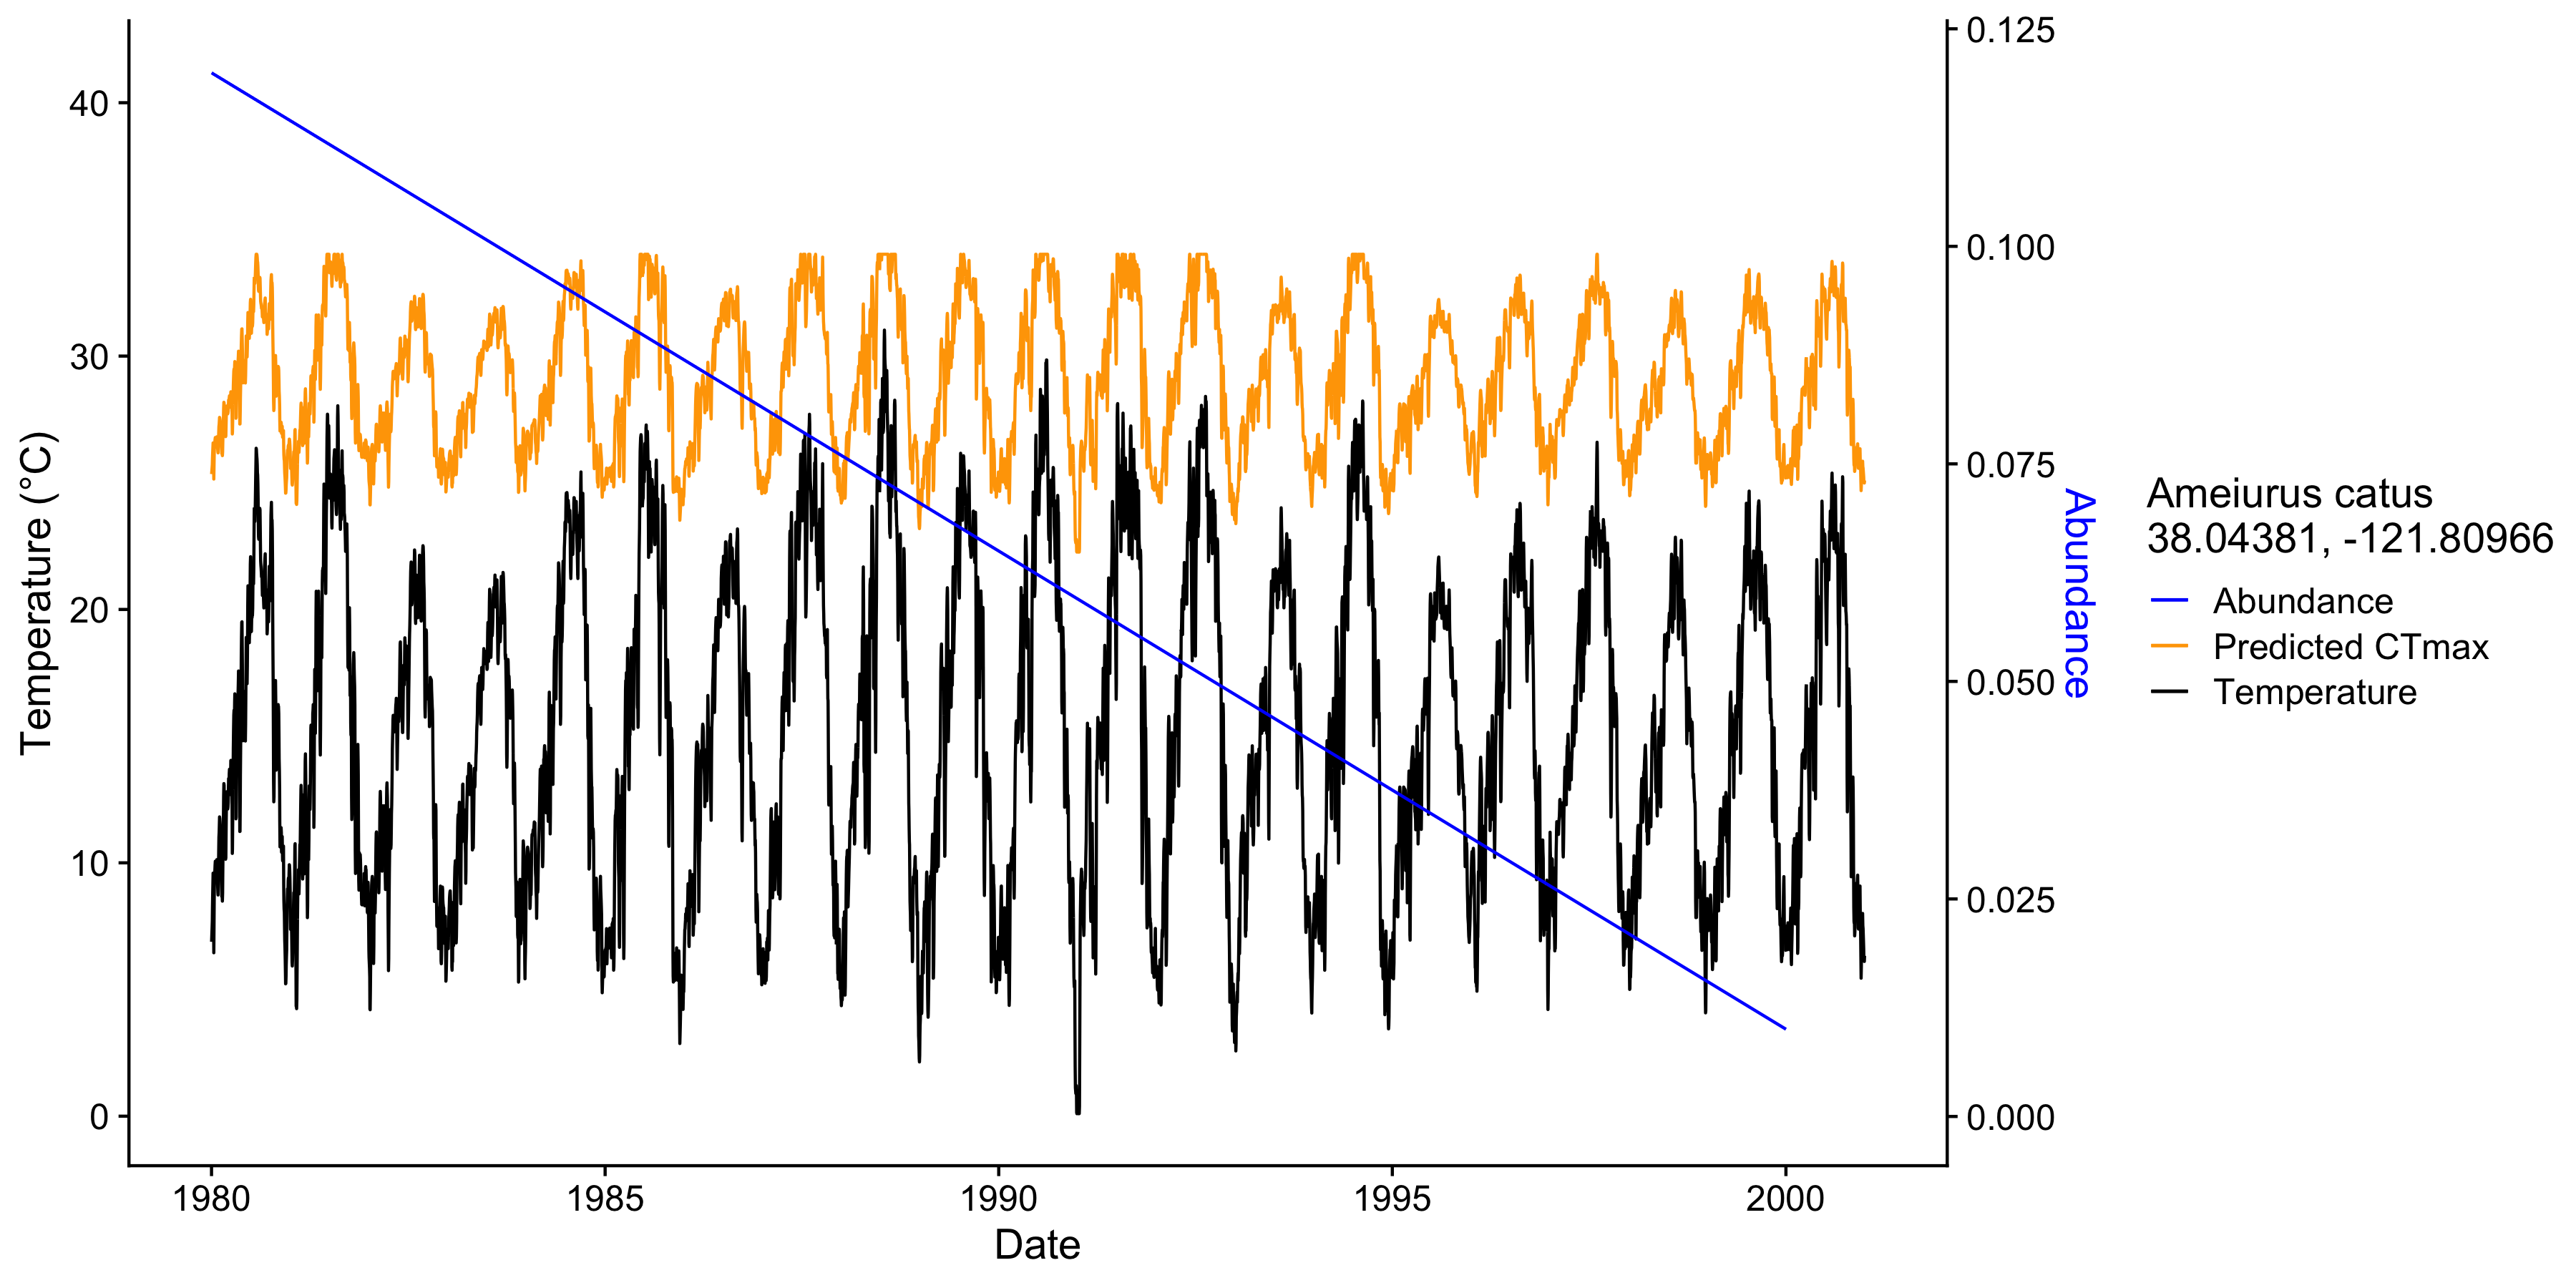 Temperature (°C)
40
30
20
10
0
1980
1985
1990
1995
2000
Date
0.125
0.100
0.075
0.050
0.025
0.000
Abundance
Ameiurus catus
38.04381, -121.80966
Abundance
Predicted CTmax
Temperature